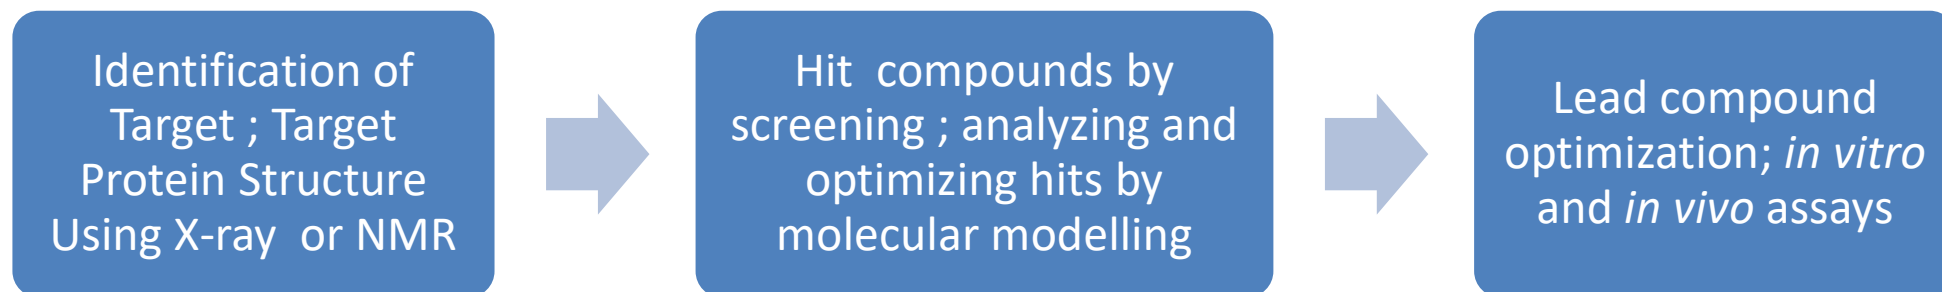 Identification of
Target ; Target
Protein Structure
Using X-ray  or NMR
Hit  compounds by
screening ; analyzing and
optimizing hits by
molecular modelling
Lead compound
optimization; in vitro
and in vivo assays